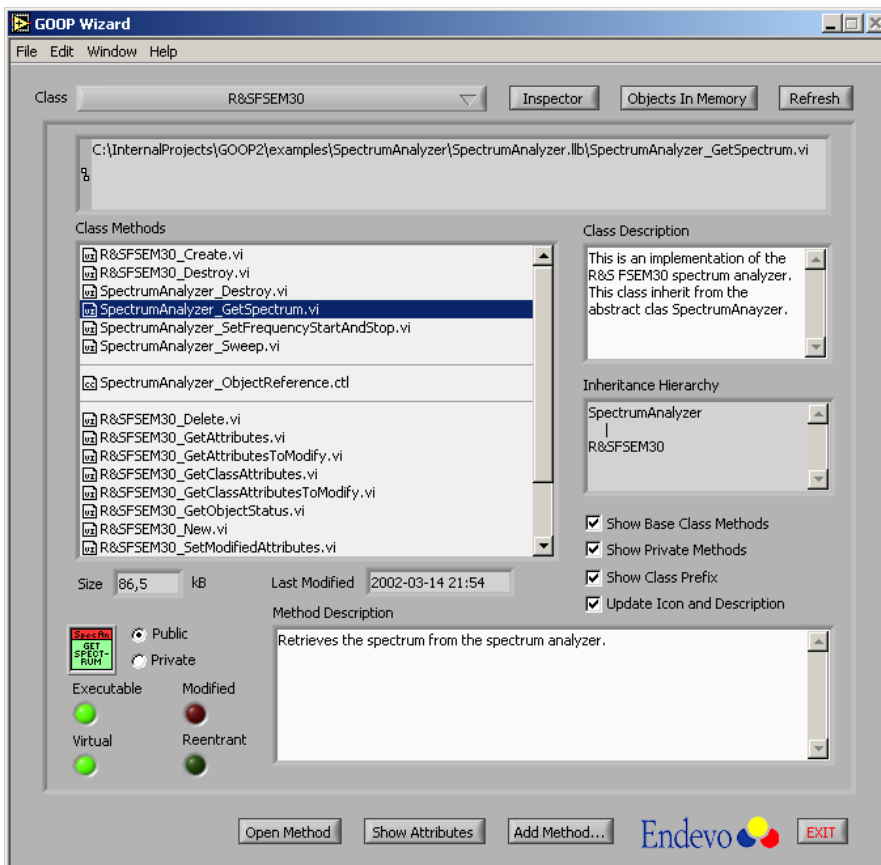 GOOP Wizard
File Edit Window Help
Class R&SFSEM30 Inspector Objects In Memory Refresh
C:\InternalProjects\GOOP2\examples\SpectrumAnalyzer\SpectrumAnalyzer.llb\SpectrumAnalyzer_GetSpectrum.vi
Class Methods
R&SFSEM30_Create.vi
R&SFSEM30_Destroy.vi
SpectrumAnalyzer_Destroy.vi
SpectrumAnalyzer_GetSpectrum.vi
SpectrumAnalyzer_SetFrequencyStartAndStop.vi
SpectrumAnalyzer_Sweep.vi
SpectrumAnalyzer_ObjectReference.ctl
R&SFSEM30_Delete.vi
R&SFSEM30_GetAttributes.vi
R&SFSEM30_GetAttributesToModify.vi
R&SFSEM30_GetClassAttributes.vi
R&SFSEM30_GetClassAttributesToModify.vi
R&SFSEM30_GetObjectStatus.vi
R&SFSEM30_New.vi
R&SFSEM30_SetModifiedAttributes.vi
Class Description
This is an implementation of the
R&S FSEM30 spectrum analyzer.
This class inherit from the
abstract clas SpectrumAnayzer.
Inheritance Hierarchy
SpectrumAnalyzer
|
R&SFSEM30
Show Base Class Methods
Show Private Methods
Show Class Prefix
Update Icon and Description
Size 86,5 kB Last Modified 2002-03-14 21:54
SpecAn
GET
SPECT-
RUM
Public
Private
Executable Modified
Virtual Reentrant
Method Description
Retrieves the spectrum from the spectrum analyzer.
Open Method Show Attributes Add Method... Endevo EXIT